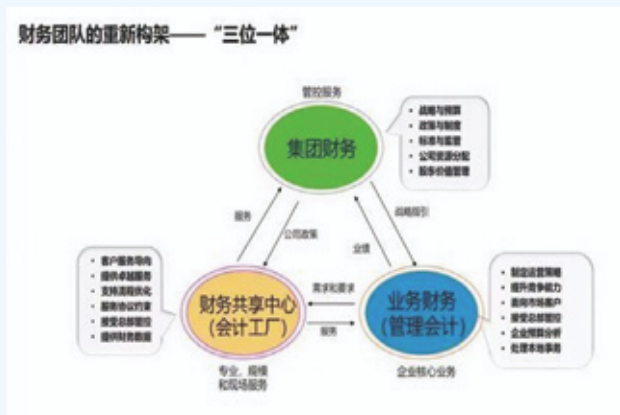 财务团队的重新构架——“三位一体”
管控服务
集团财务
• 战略与预算
• 政策与制度
• 标准与监管
• 公司资源分配
• 股东价值管理
服务
公司政策
业绩
战略指引
• 客户服务导向
• 提供卓越服务
• 支持流程优化
• 服务协议约束
• 接受总部管控
• 提供财务数据
财务共享中心
（会计工厂）
需求和要求
服务
业务财务
（管理会计）
• 制定运营策略
• 提升竞争能力
• 面向市场客户
• 接受总部管控
• 企业预算分析
• 处理本地事务
专业、规模
和现场服务
企业核心业务